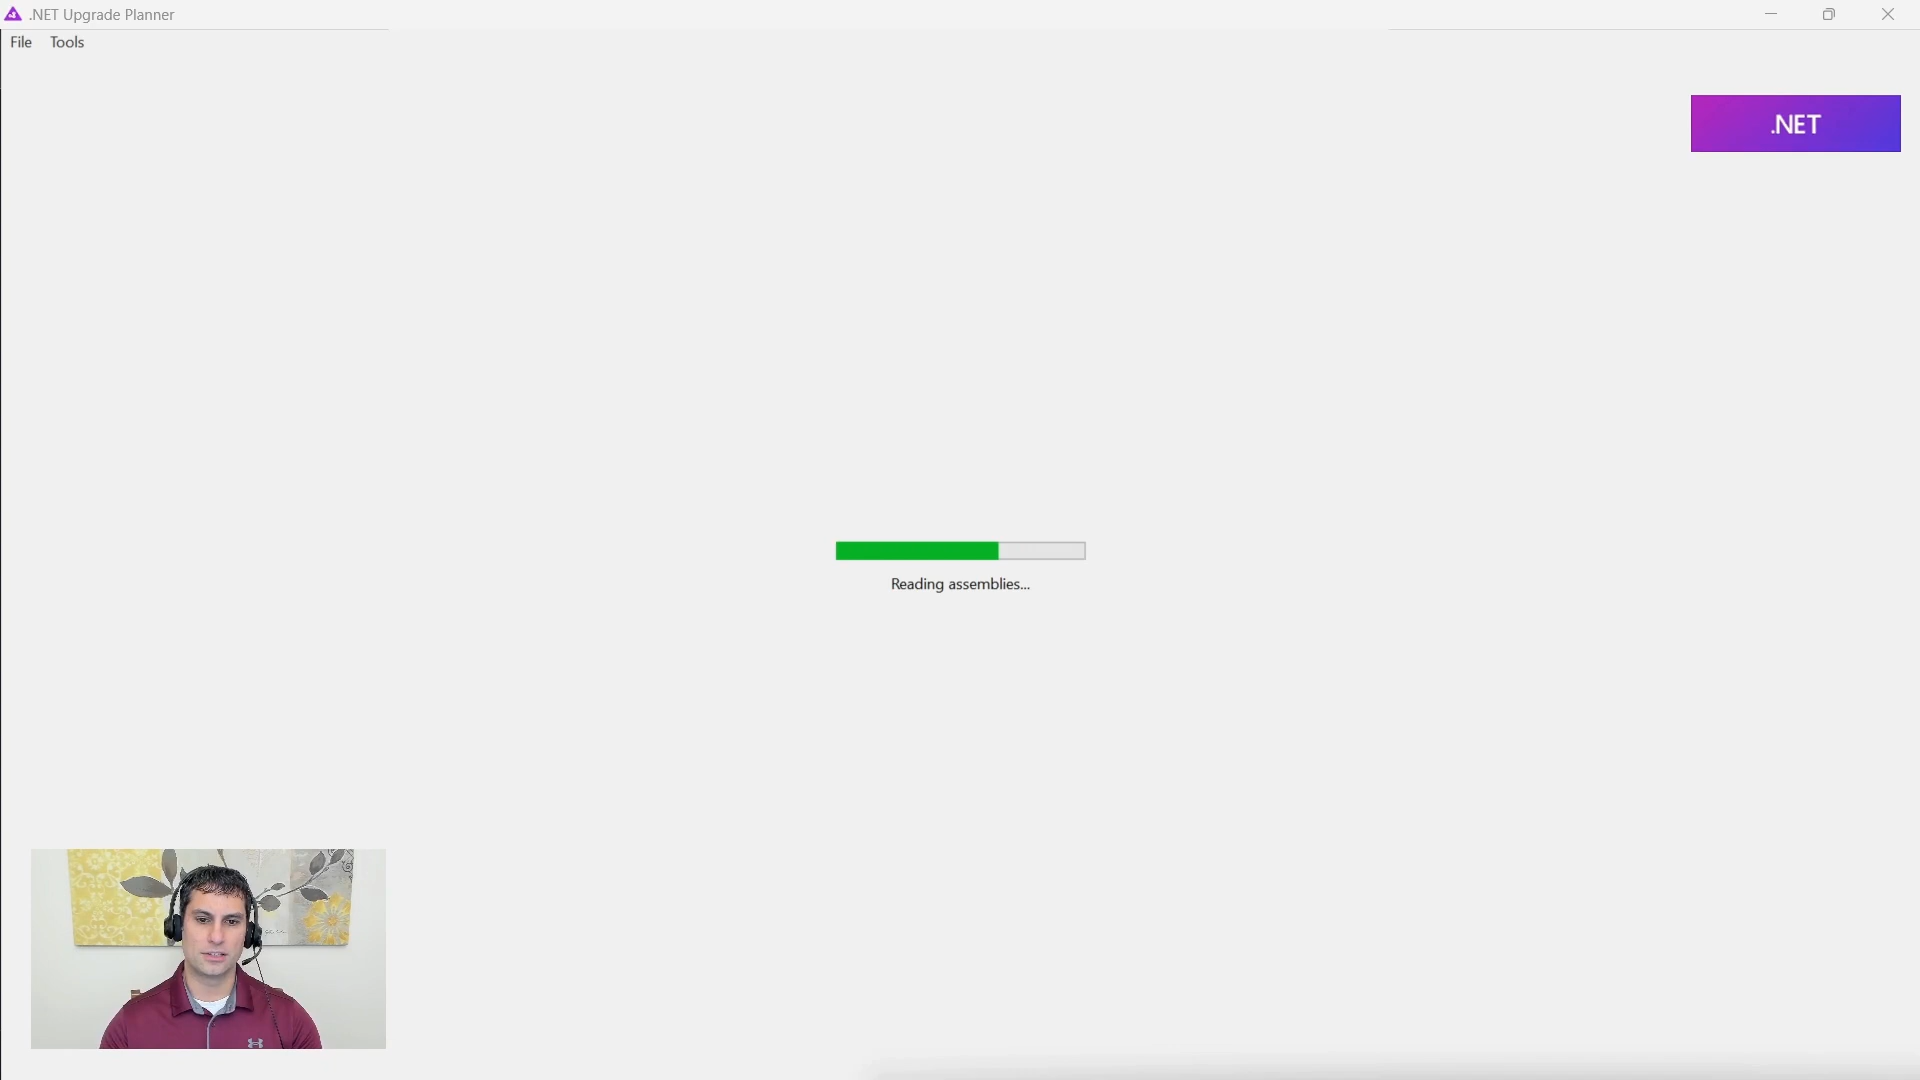 .NET Upgrade Planner
File Tools
.NET
Reading assemblies...